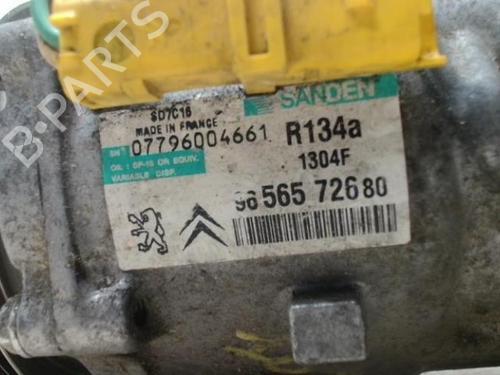 SD7C16
SANDEN
MADE IN FRANCE
SN 07796004661
R134a
OIL : SP-10 OR EQUIV.
1304F
VARIABLE DISP.
96 565 726 80
B-PARTS